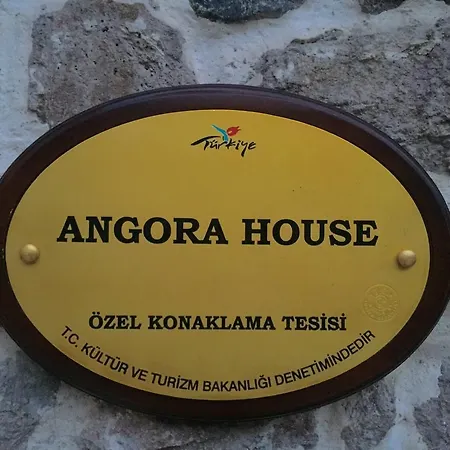 Türkiye
ANGORA HOUSE
ÖZEL KONAKLAMA TESİSİ
T.C. KÜLTÜR VE TURİZM BAKANLIĞI DENETİMİNDEDİR